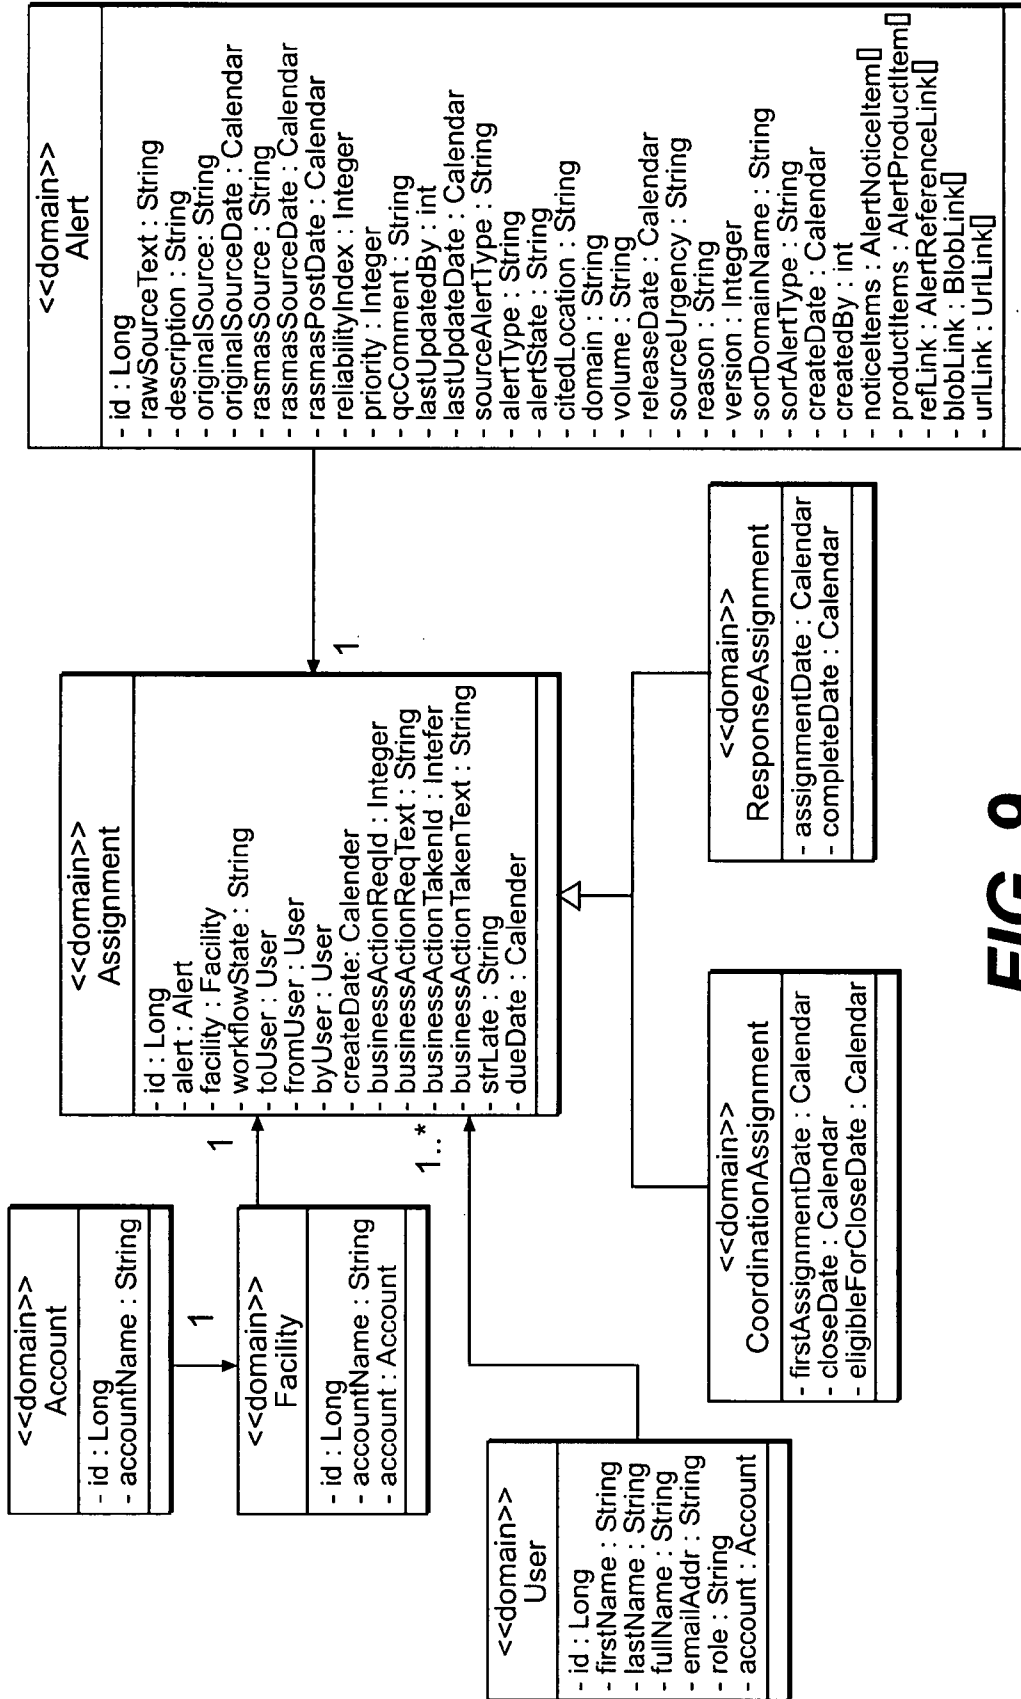 <<domain>>
Account
- id : Long
- accountName : String
1
<<domain>>
Facility
- id : Long
- accountName : String
- account : Account
1
<<domain>>
User
- id : Long
- firstName : String
- lastName : String
- fullName : String
- emailAddr : String
- role : String
- account : Account
1..*
<<domain>>
Assignment
- id : Long
- alert : Alert
- facility : Facility
- workflowState : String
- toUser : User
- fromUser : User
- byUser : User
- createDate: Calender
- businessActionReqId : Integer
- businessActionReqText : String
- businessActionTakenId : Intefer
- businessActionTakenText : String
- strLate : String
- dueDate : Calender
1
<<domain>>
Alert
- id : Long
- rawSourceText : String
- description : String
- originalSource: String
- originalSourceDate : Calendar
- rasmasSource : String
- rasmasSourceDate : Calendar
- rasmasPostDate : Calendar
- reliabilityIndex : Integer
- priority : Integer
- qcComment : String
- lastUpdatedBy : int
- lastUpdateDate : Calendar
- sourceAlertType : String
- alertType : String
- alertState : String
- citedLocation : String
- domain : String
- volume : String
- releaseDate : Calendar
- sourceUrgency : String
- reason : String
- version : Integer
- sortDomainName : String
- sortAlertType : String
- createDate : Calendar
- createdBy : int
- noticeItems : AlertNoticeItem[]
- productItems : AlertProductItem[]
- refLink : AlertReferenceLink[]
- blobLink : BlobLink[]
- urlLink : UrlLink[]
<<domain>>
CoordinationAssignment
- firstAssignmentDate : Calendar
- closeDate : Calendar
- eligibleForCloseDate : Calendar
<<domain>>
ResponseAssignment
- assignmentDate : Calendar
- completeDate : Calendar